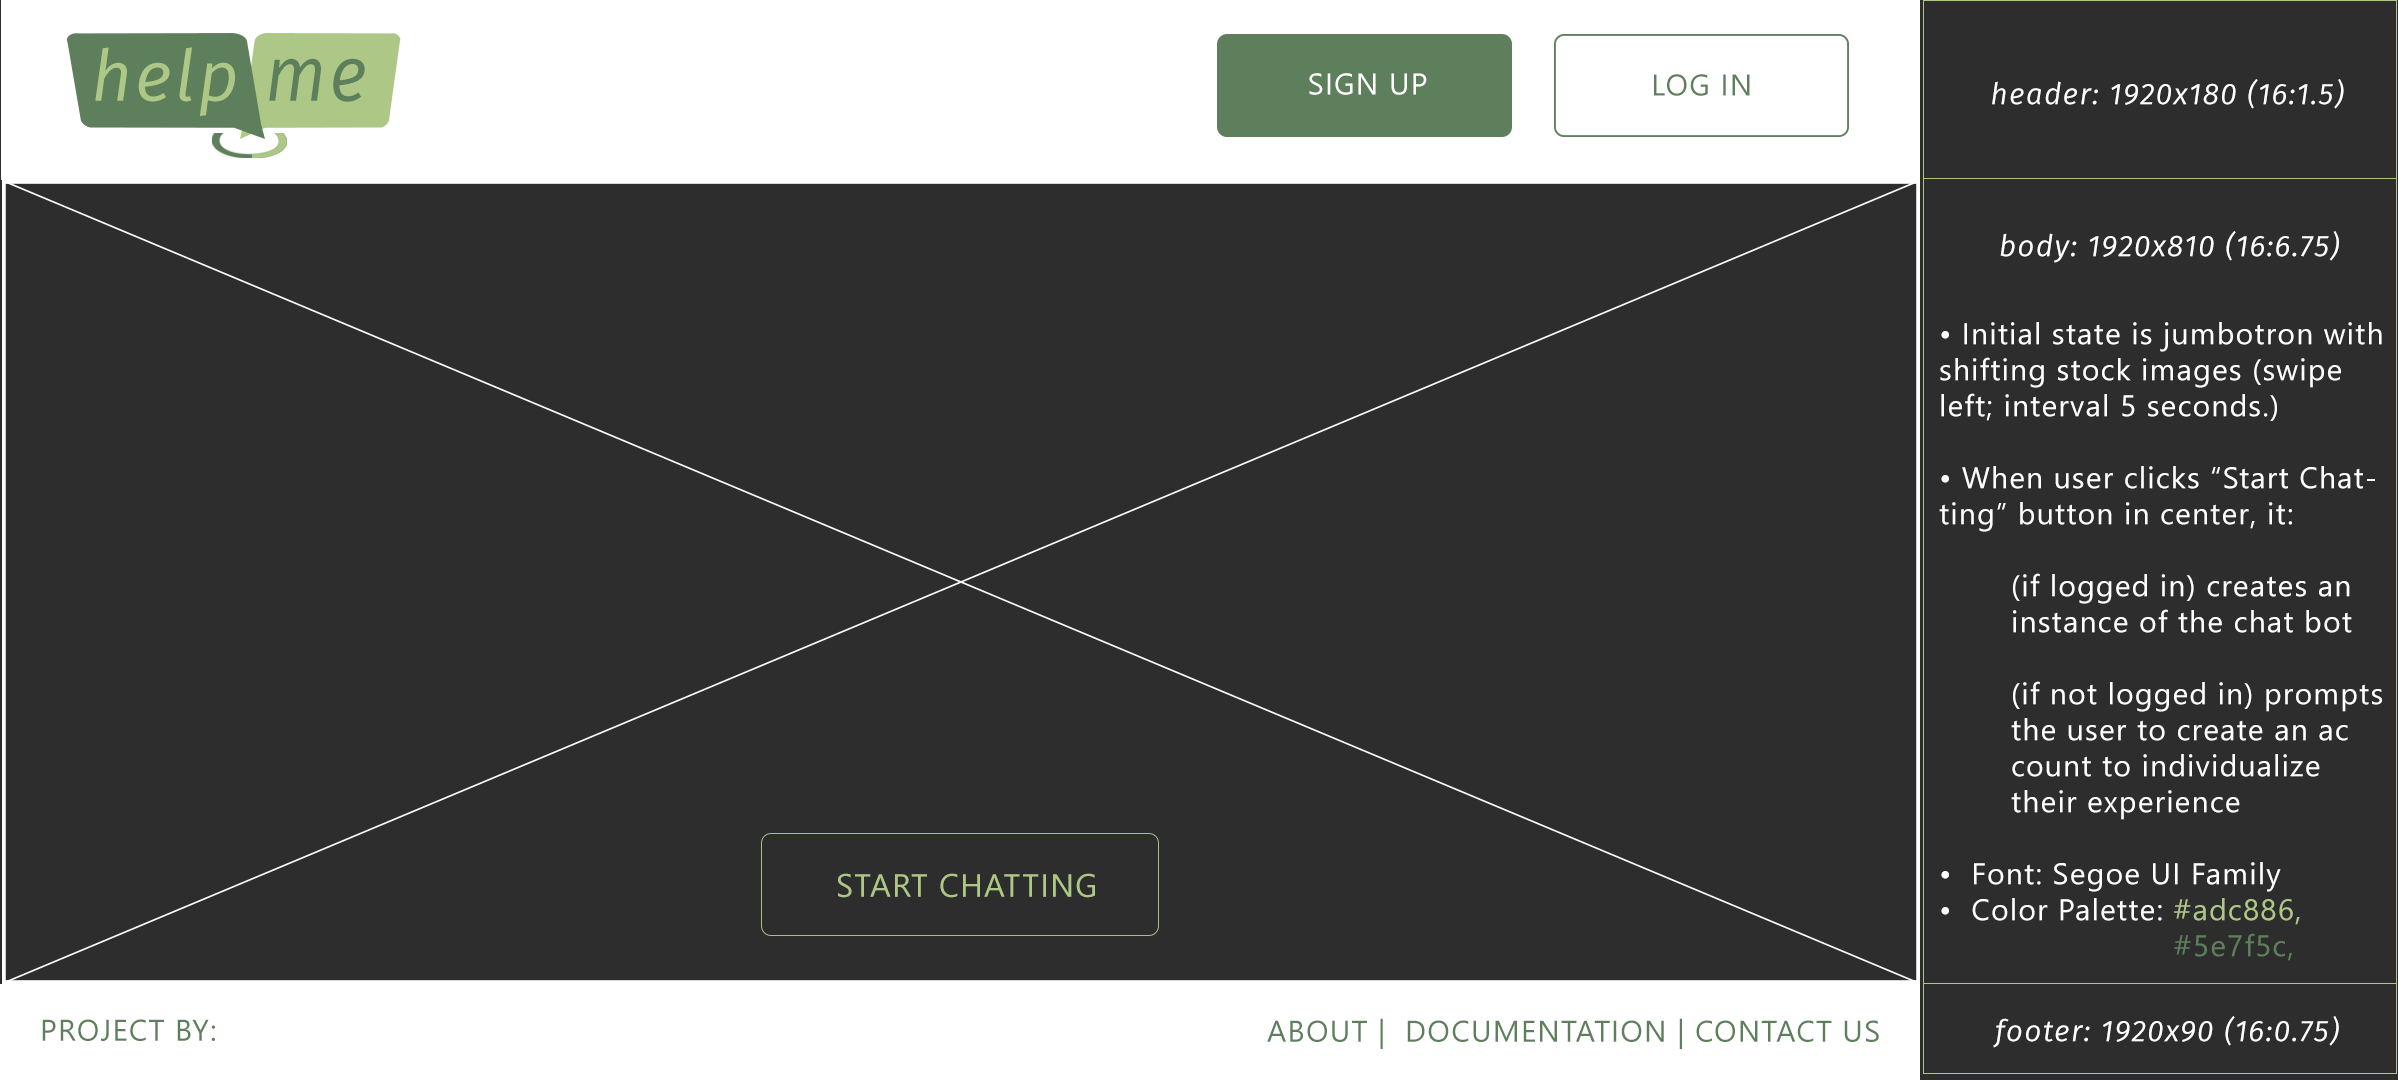 help me
SIGN UP
LOG IN
START CHATTING
PROJECT BY:
ABOUT | DOCUMENTATION | CONTACT US
header: 1920x180 (16:1.5)
body: 1920x810 (16:6.75)
• Initial state is jumbotron with
shifting stock images (swipe
left; interval 5 seconds.)
• When user clicks “Start Chat-
ting” button in center, it:
(if logged in) creates an
instance of the chat bot
(if not logged in) prompts
the user to create an ac
count to individualize
their experience
• Font: Segoe UI Family
• Color Palette: #adc886,
#5e7f5c,
footer: 1920x90 (16:0.75)